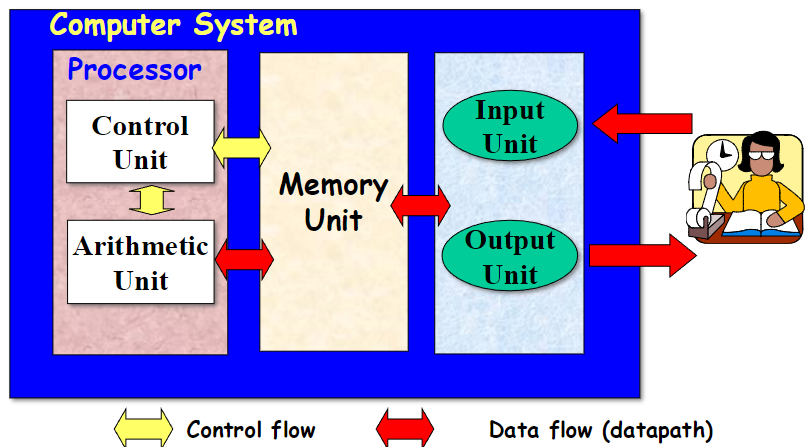 Computer System
Processor
Control
Unit
Arithmetic
Unit
Memory
Unit
Input
Unit
Output
Unit
Control flow
Data flow (datapath)